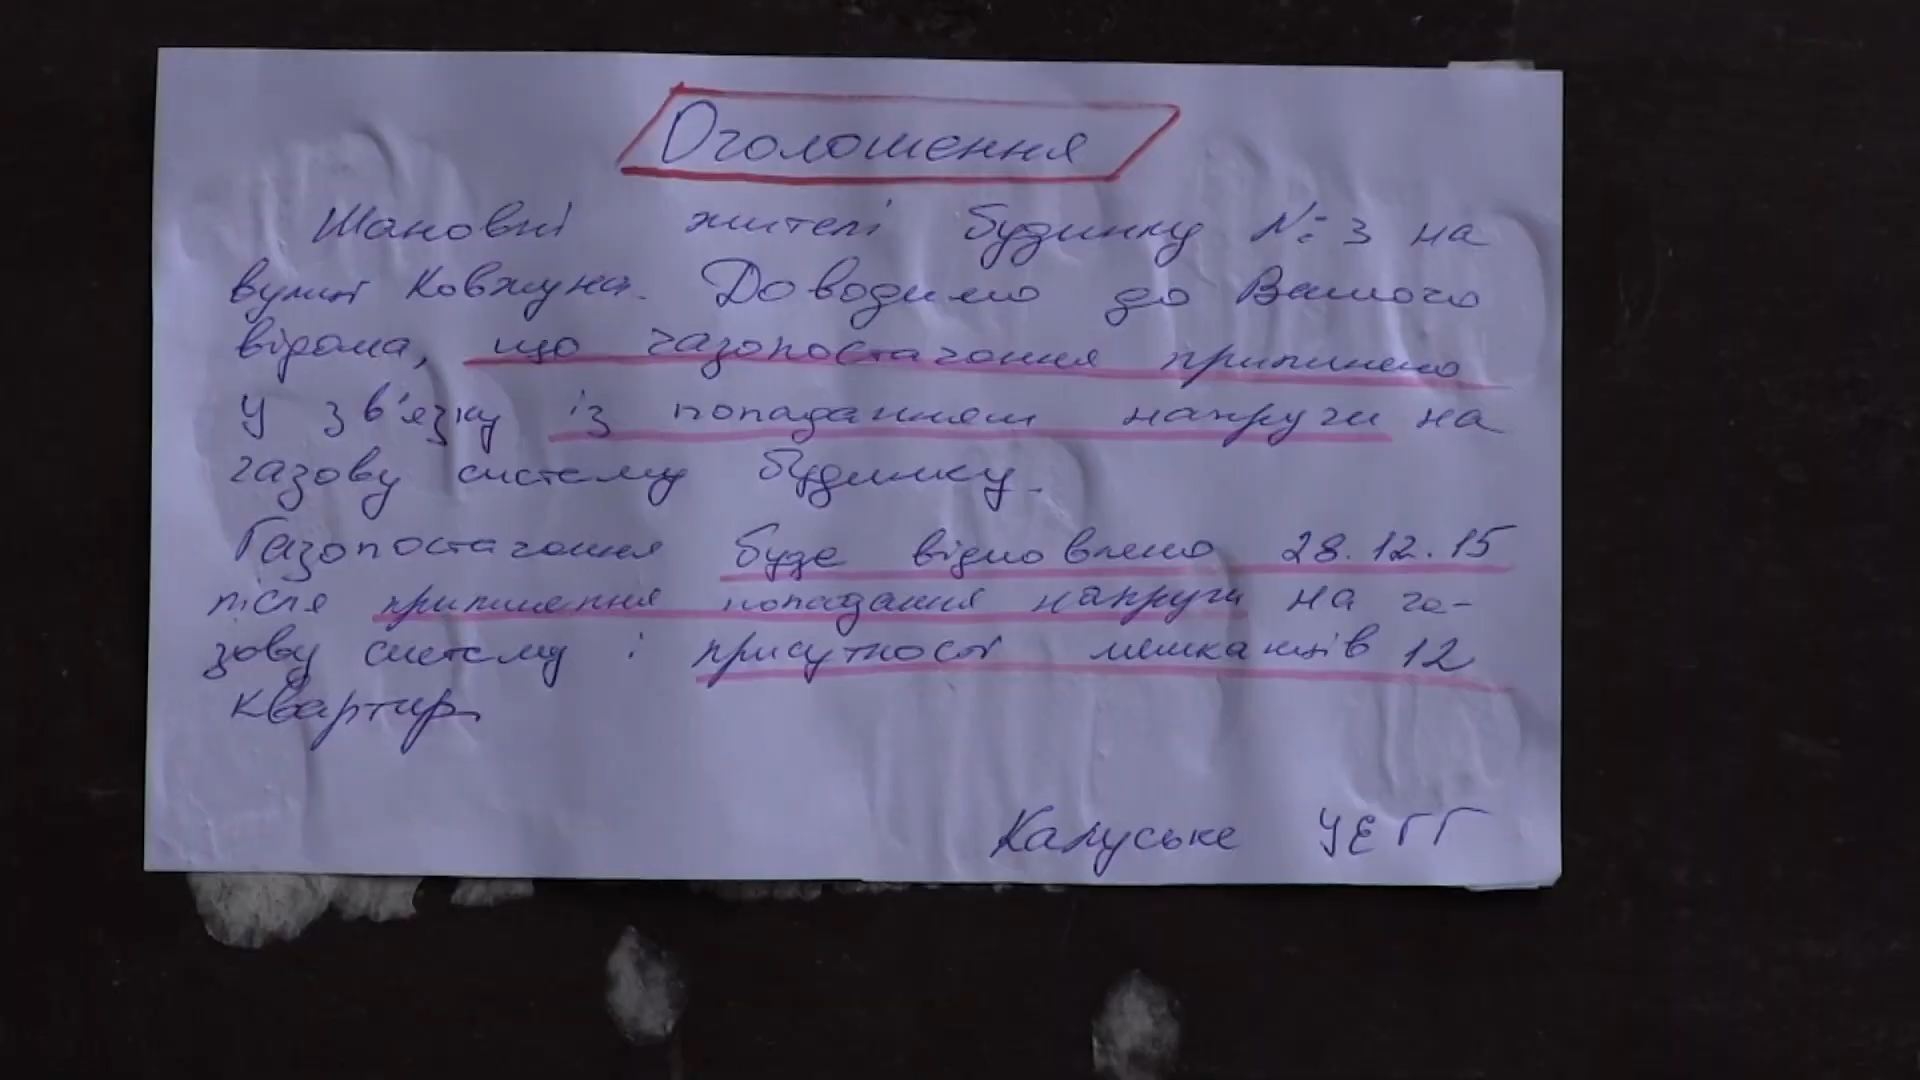 Оголошення
Шановні жителі будинку №3 на
вулиці Ковжуна. Доводимо до Вашого
відома, що газопостачання припинено
у зв'язку із попаданням напруги на
газову систему будинку.
Газопостачання буде відновлено 28.12.15
після припинення попадання напруги на га-
зову систему і присутності мешканців 12
квартир
Калуське УЕГГ